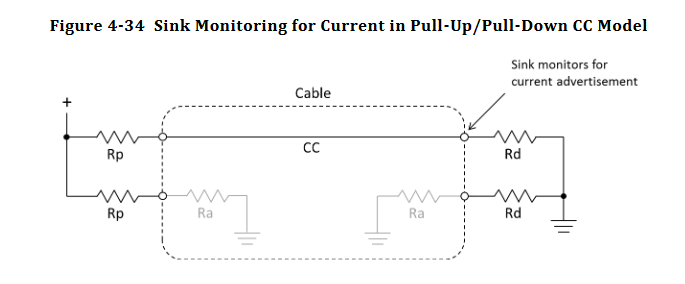 Figure 4-34 Sink Monitoring for Current in Pull-Up/Pull-Down CC Model
Sink monitors for
current advertisement
Cable
+
Rp
CC
Rd
Rp
Ra
Ra
Rd